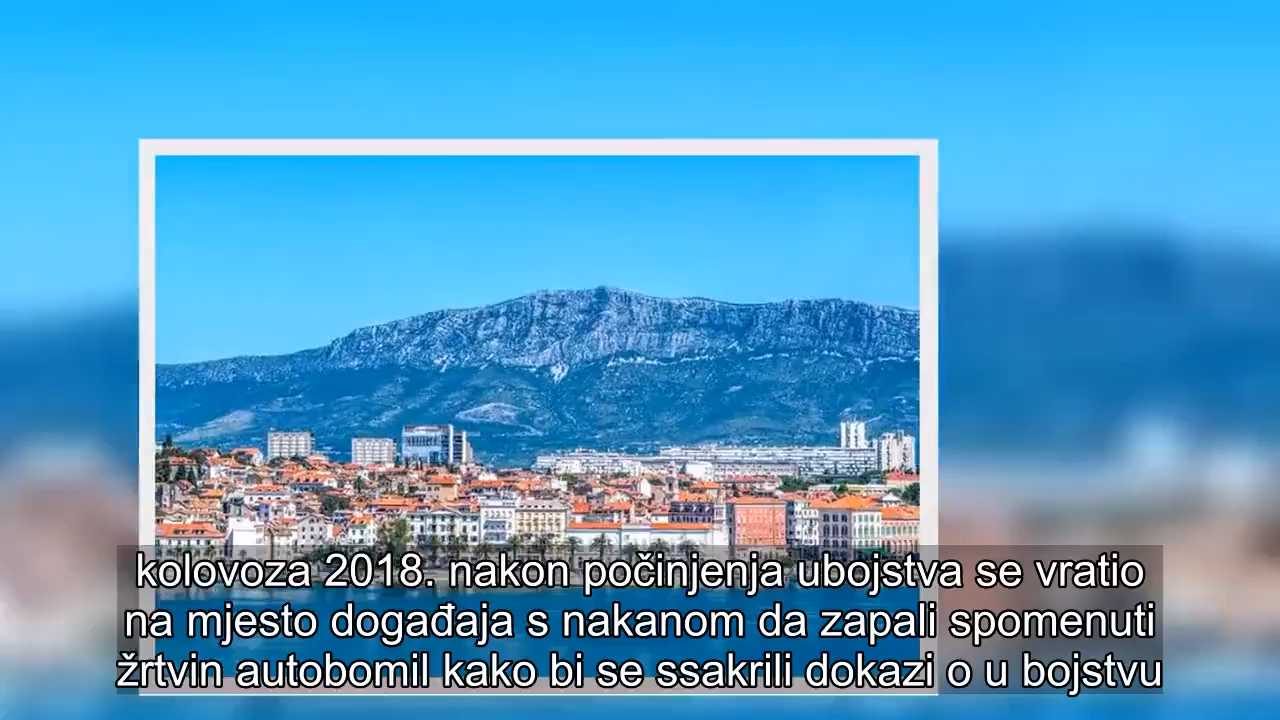 kolovoza 2018. nakon počinjenja ubojstva se vratio
na mjesto događaja s nakanom da zapali spomenuti
žrtvin autobomil kako bi se ssakrili dokazi o u bojstvu